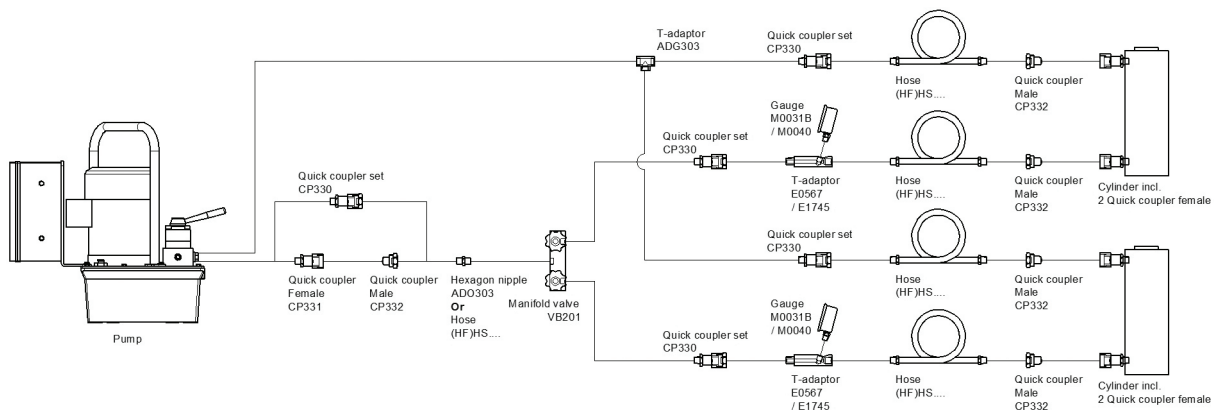 T-adaptor
ADG303
Quick coupler set
CP330
Hose
(HF)HS....
Quick coupler
Male
CP332
Gauge
M0031B
/ M0040
Quick coupler set
CP330
T-adaptor
E0567
/ E1745
Hose
(HF)HS....
Quick coupler
Male
CP332
Cylinder incl.
2 Quick coupler female
Quick coupler set
CP330
Quick coupler
Female
CP331
Quick coupler
Male
CP332
Hexagon nipple
ADO303
Or
Hose
(HF)HS....
Manifold valve
VB201
Pump
Quick coupler set
CP330
Hose
(HF)HS....
Quick coupler
Male
CP332
Gauge
M0031B
/ M0040
Quick coupler set
CP330
T-adaptor
E0567
/ E1745
Hose
(HF)HS....
Quick coupler
Male
CP332
Cylinder incl.
2 Quick coupler female